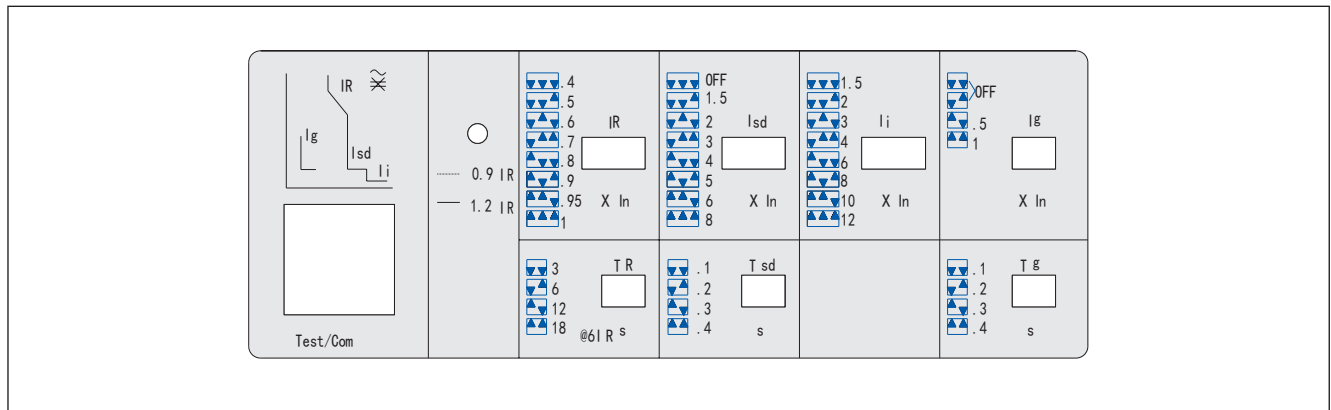 IR
Ig
Isd
Ii
Test/Com
0.9 IR
1.2 IR
.4
.5
.6
.7
.8
.9
.95
1
IR
X In
OFF
1.5
2
3
4
5
6
8
Isd
X In
1.5
2
3
4
6
8
10
12
Ii
X In
OFF
.5
1
Ig
X In
3
6
12
18
TR
@6IR s
.1
.2
.3
.4
Tsd
s
.1
.2
.3
.4
Tg
s